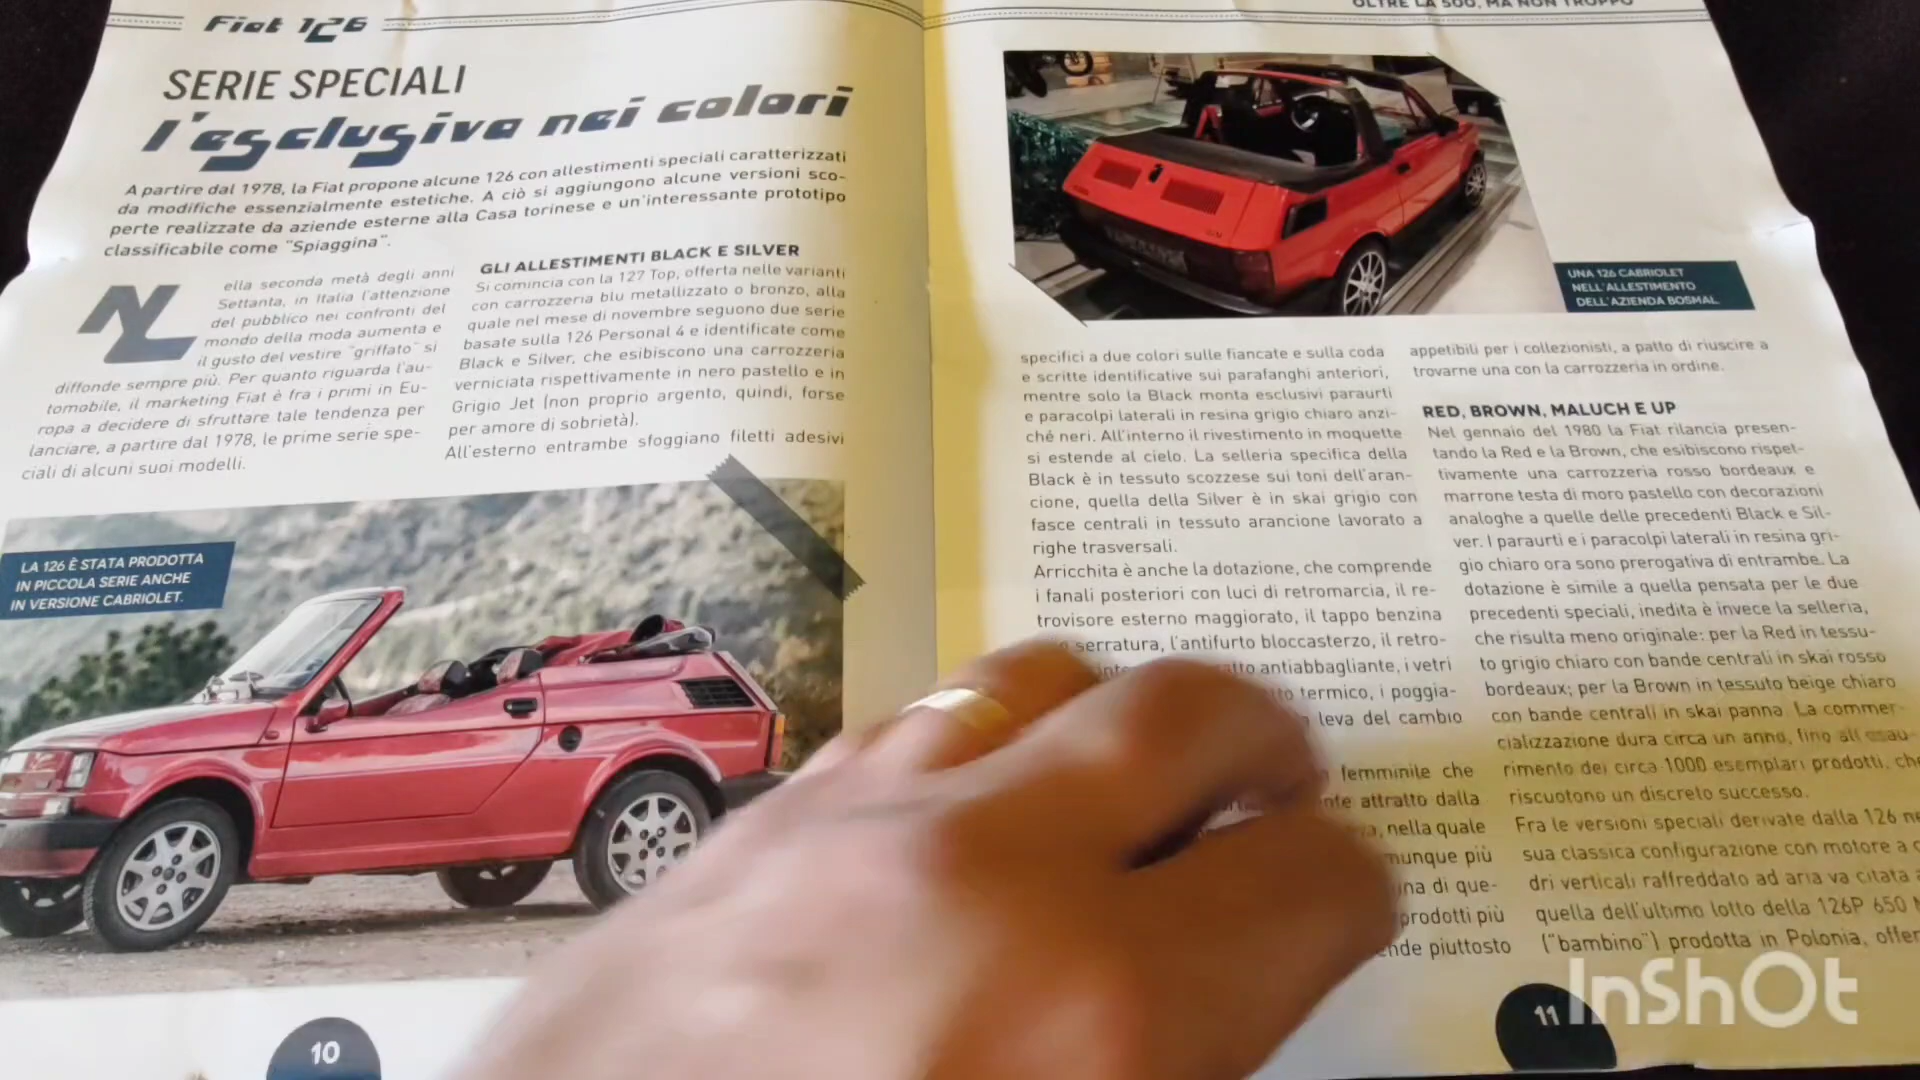 Fiat 126
SERIE SPECIALI
l'esclusiva nei colori
A partire dal 1978, la Fiat propone alcune 126 con allestimenti speciali caratterizzati
da modifiche essenzialmente estetiche. A ciò si aggiungono alcune versioni sco-
perte realizzate da aziende esterne alla Casa torinese e un'interessante prototipo
classificabile come "Spiaggina".
N
ella seconda metà degli anni
Settanta, in Italia l'attenzione
del pubblico nei confronti del
mondo della moda aumenta e
il gusto del vestire "griffato" si
diffonde sempre più. Per quanto riguarda l'au-
tomobile, il marketing Fiat è fra i primi in Eu-
ropa a decidere di sfruttare tale tendenza per
lanciare, a partire dal 1978, le prime serie spe-
ciali di alcuni suoi modelli.
GLI ALLESTIMENTI BLACK E SILVER
Si comincia con la 127 Top, offerta nelle varianti
con carrozzeria blu metallizzato o bronzo, alla
quale nel mese di novembre seguono due serie
basate sulla 126 Personal 4 e identificate come
Black e Silver, che esibiscono una carrozzeria
verniciata rispettivamente in nero pastello e in
Grigio Jet (non proprio argento, quindi, forse
per amore di sobrietà).
All'esterno entrambe sfoggiano filetti adesivi
LA 126 È STATA PRODOTTA
IN PICCOLA SERIE ANCHE
IN VERSIONE CABRIOLET.
10
OLTRE LA 500, MA NON TROPPO
UNA 126 CABRIOLET
NELL'ALLESTIMENTO
DELL'AZIENDA BOSMAL.
specifici a due colori sulle fiancate e sulla coda
e scritte identificative sui parafanghi anteriori,
mentre solo la Black monta esclusivi paraurti
e paracolpi laterali in resina grigio chiaro anzi-
ché neri. All'interno il rivestimento in moquette
si estende al cielo. La selleria specifica della
Black è in tessuto scozzese sui toni dell'aran-
cione, quella della Silver è in skai grigio con
fasce centrali in tessuto arancione lavorato a
righe trasversali.
Arricchita è anche la dotazione, che comprende
i fanali posteriori con luci di retromarcia, il re-
trovisore esterno maggiorato, il tappo benzina
serratura, l'antifurto bloccasterzo, il retro-
antiabbagliante, i vetri
termico, i poggia-
leva del cambio
femminile che
attratto dalla
nella quale
più
di que-
prodotti più
piuttosto
appetibili per i collezionisti, a patto di riuscire a
trovarne una con la carrozzeria in ordine.
RED, BROWN, MALUCH E UP
Nel gennaio del 1980 la Fiat rilancia presen-
tando la Red e la Brown, che esibiscono rispet-
tivamente una carrozzeria rosso bordeaux e
marrone testa di moro pastello con decorazioni
analoghe a quelle delle precedenti Black e Sil-
ver. I paraurti e i paracolpi laterali in resina gri-
gio chiaro ora sono prerogativa di entrambe. La
dotazione è simile a quella pensata per le due
precedenti speciali, inedita è invece la selleria,
che risulta meno originale: per la Red in tessu-
to grigio chiaro con bande centrali in skai rosso
bordeaux; per la Brown in tessuto beige chiaro
con bande centrali in skai panna. La commer-
cializzazione dura circa un anno, fino all'esau-
rimento dei circa 1000 esemplari prodotti, che
riscuotono un discreto successo.
Fra le versioni speciali derivate dalla 126 ne
sua classica configurazione con motore a c
dri verticali raffreddato ad aria va citata a
quella dell'ultimo lotto della 126P 650
("bambino") prodotta in Polonia, offer
11
InShOt